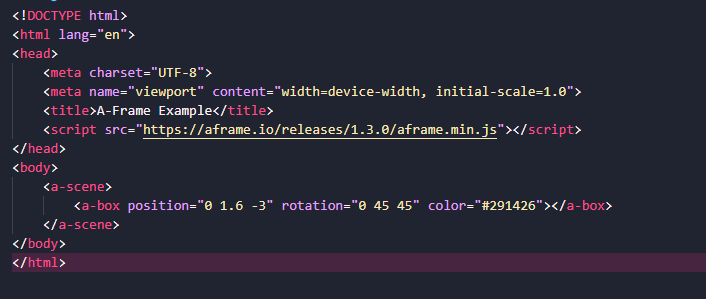 <!DOCTYPE html>
<html lang="en">
<head>
    <meta charset="UTF-8">
    <meta name="viewport" content="width=device-width, initial-scale=1.0">
    <title>A-Frame Example</title>
    <script src="https://aframe.io/releases/1.3.0/aframe.min.js"></script>
</head>
<body>
    <a-scene>
        <a-box position="0 1.6 -3" rotation="0 45 45" color="#291426"></a-box>
    </a-scene>
</body>
</html>